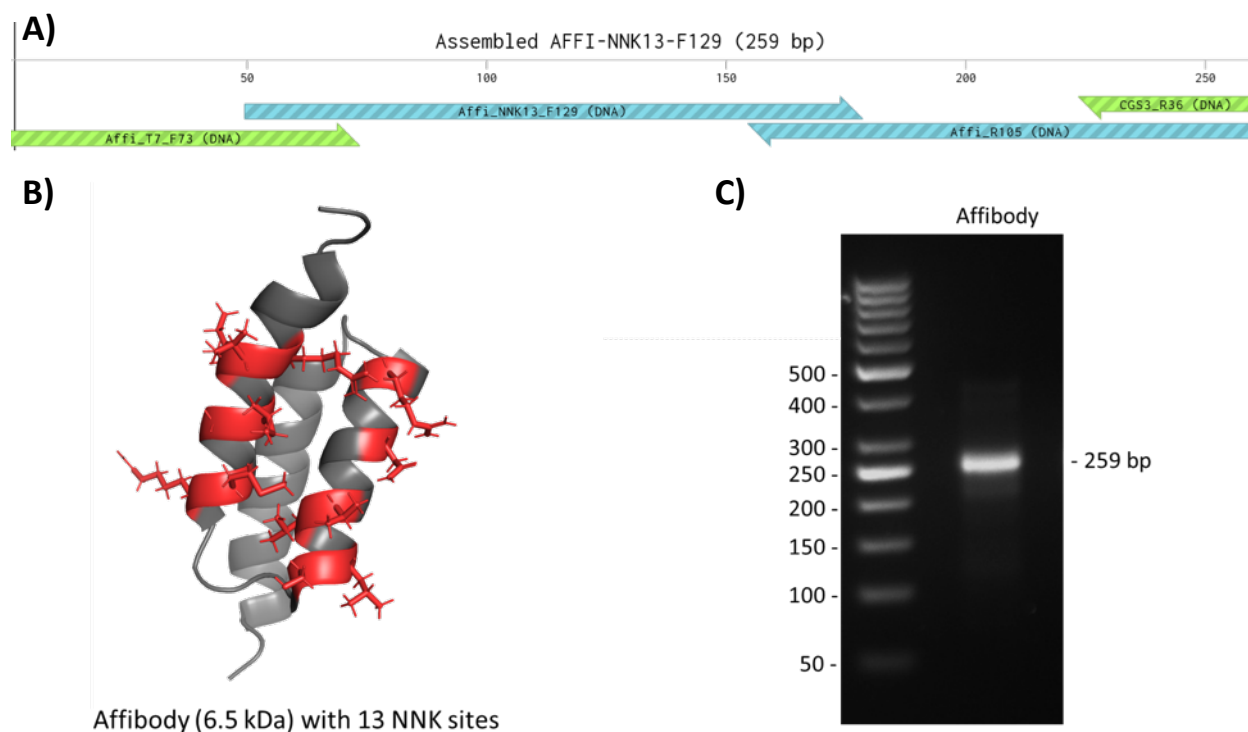 A)
Assembled AFFI-NNK13-F129 (259 bp)
50 100 150 200 250
Affi_NNK13_F129 (DNA) CGS3_R36 (DNA)
Affi_T7_F73 (DNA) Affi_R105 (DNA)
B)
Affibody (6.5 kDa) with 13 NNK sites
C)
Affibody
500 -
400 -
300 -
250 -
200 -
150 -
100 -
50 -
- 259 bp